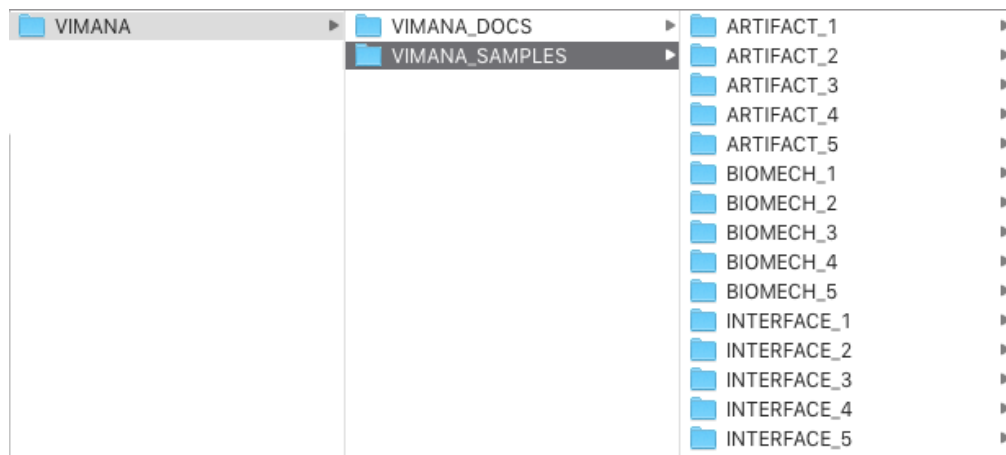 VIMANA
VIMANA_DOCS
VIMANA_SAMPLES
ARTIFACT_1
ARTIFACT_2
ARTIFACT_3
ARTIFACT_4
ARTIFACT_5
BIOMECH_1
BIOMECH_2
BIOMECH_3
BIOMECH_4
BIOMECH_5
INTERFACE_1
INTERFACE_2
INTERFACE_3
INTERFACE_4
INTERFACE_5